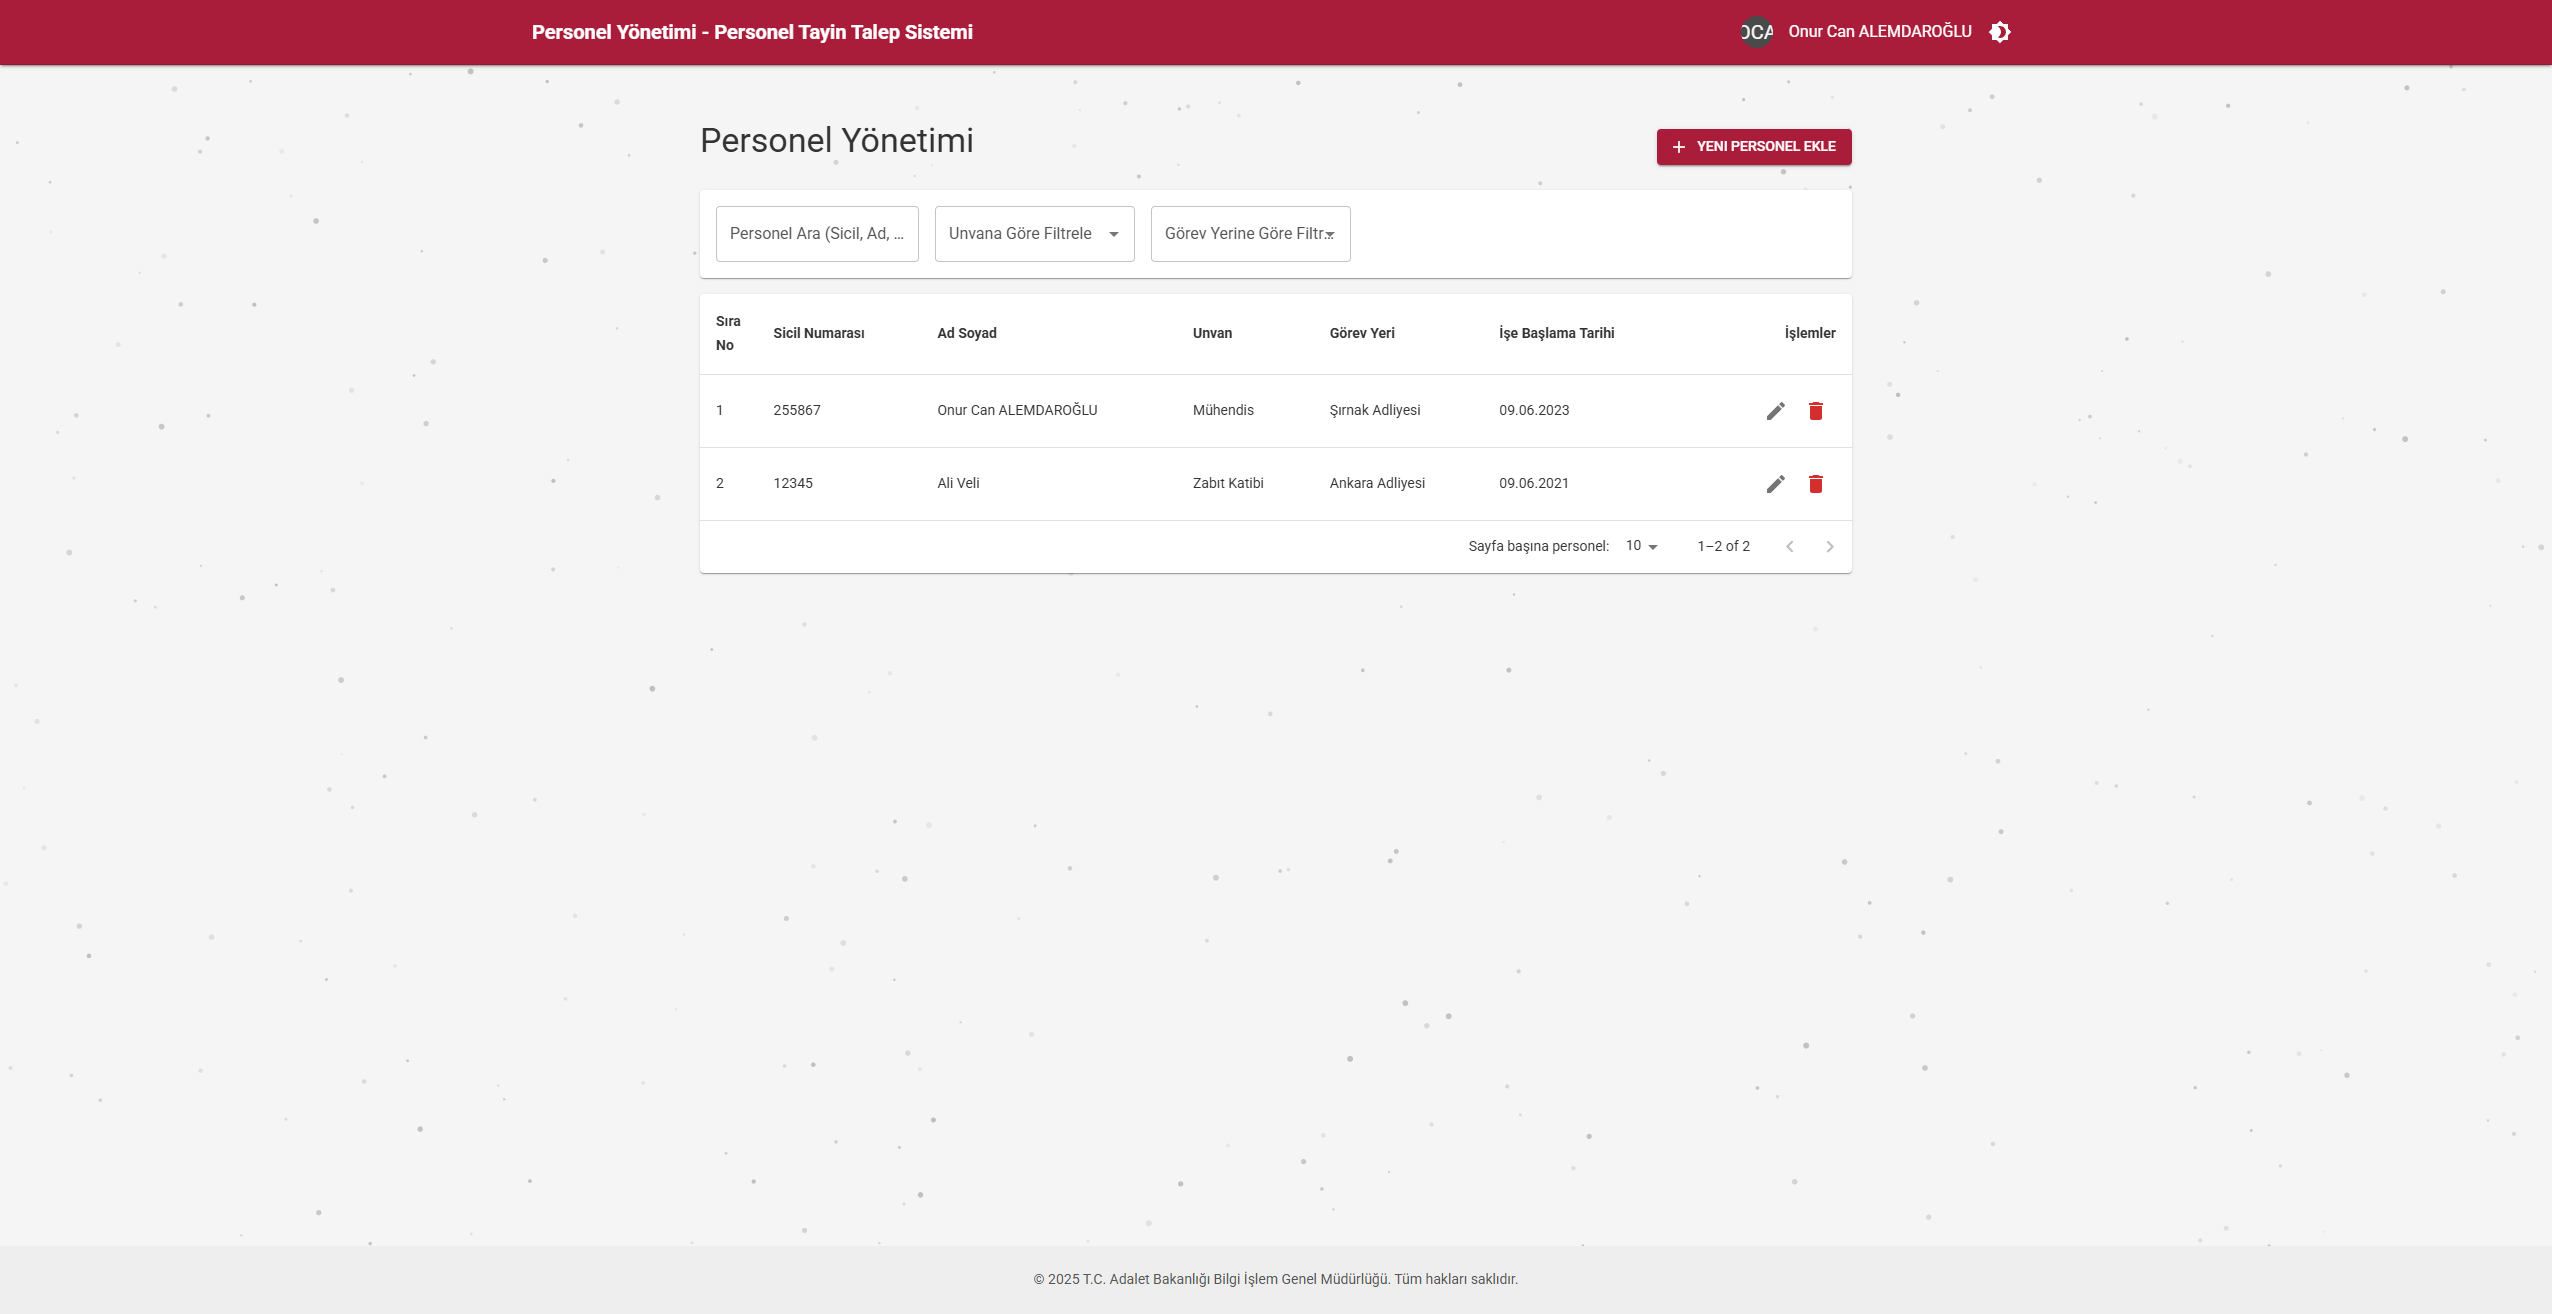 Personel Yönetimi - Personel Tayin Talep Sistemi
OCA Onur Can ALEMDAROĞLU
Personel Yönetimi
YENI PERSONEL EKLE
Personel Ara (Sicil, Ad, ... Unvana Göre Filtrele Görev Yerine Göre Filtr...
Sıra No Sicil Numarası Ad Soyad Unvan Görev Yeri İşe Başlama Tarihi İşlemler
1 255867 Onur Can ALEMDAROĞLU Mühendis Şırnak Adliyesi 09.06.2023
2 12345 Ali Veli Zabıt Katibi Ankara Adliyesi 09.06.2021
Sayfa başına personel: 10 1–2 of 2
© 2025 T.C. Adalet Bakanlığı Bilgi İşlem Genel Müdürlüğü. Tüm hakları saklıdır.